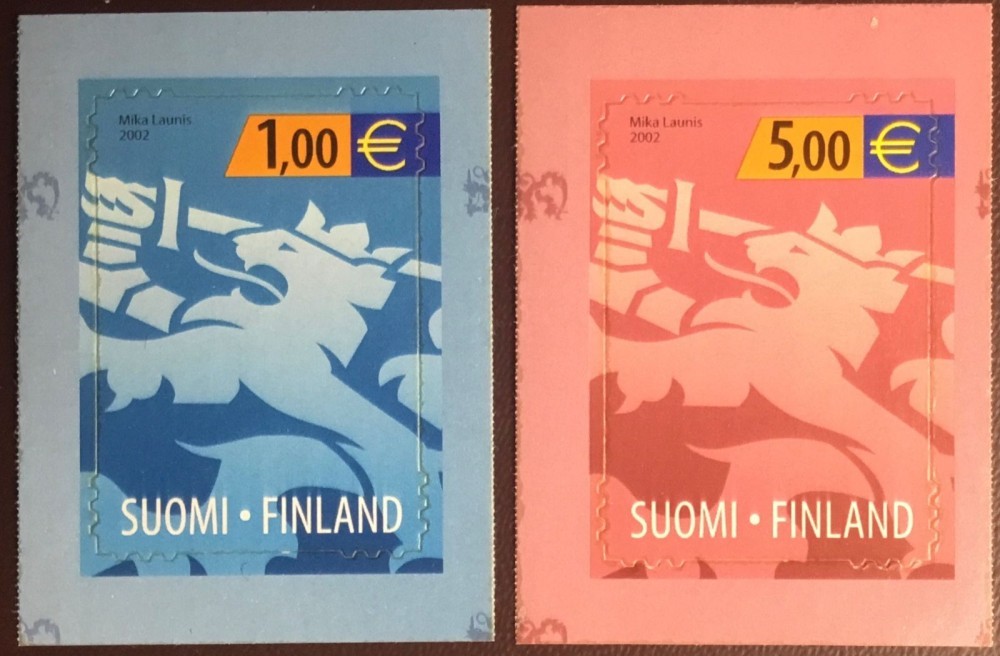 Mika Launis
2002
1,00 €
SUOMI • FINLAND
Mika Launis
2002
5,00 €
SUOMI • FINLAND